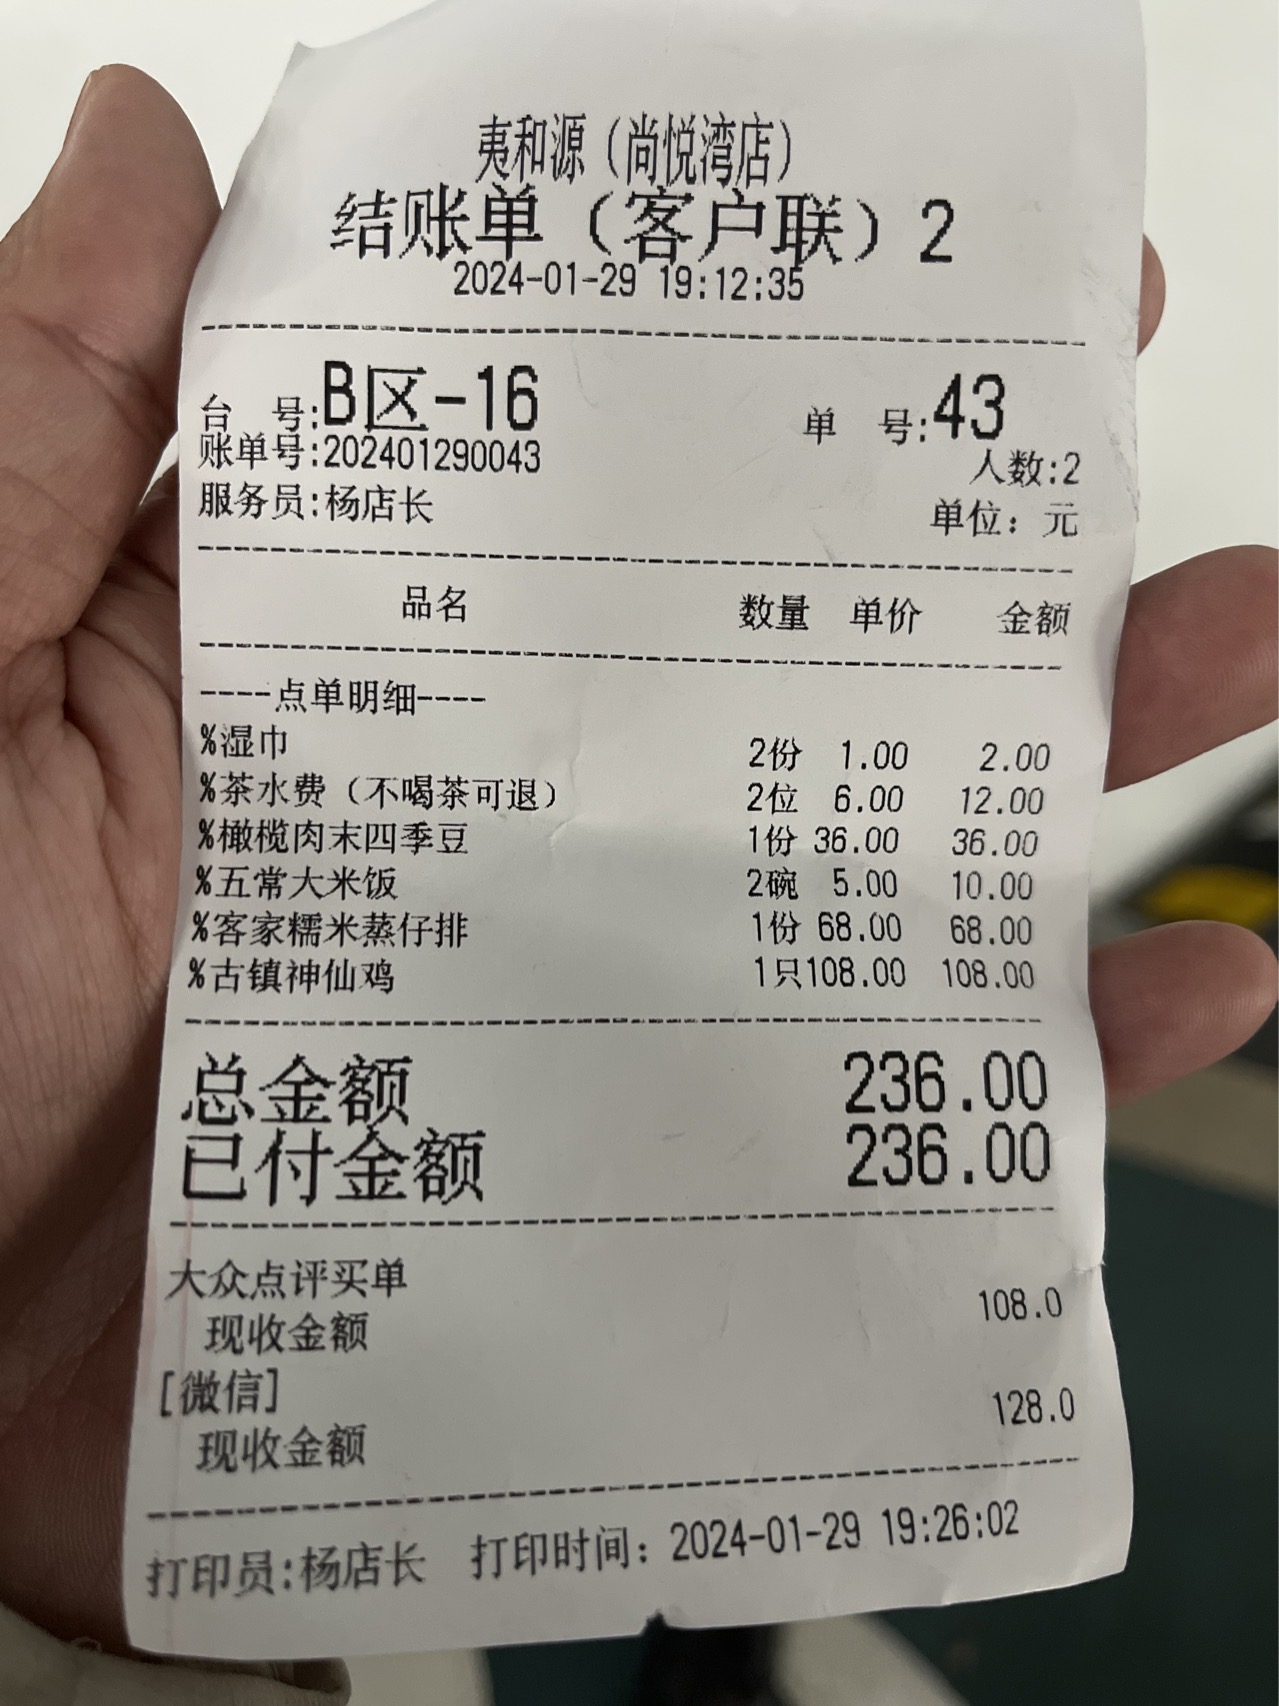 夷和源（尚悦湾店）
结账单（客户联）2
2024-01-29 19:12:35
台 号:B区-16 单 号:43
账单号:202401290043 人数:2
服务员:杨店长 单位：元
品名 数量 单价 金额
----点单明细----
%湿巾 2份 1.00 2.00
%茶水费（不喝茶可退） 2位 6.00 12.00
%橄榄肉末四季豆 1份 36.00 36.00
%五常大米饭 2碗 5.00 10.00
%客家糯米蒸仔排 1份 68.00 68.00
%古镇神仙鸡 1只108.00 108.00
总金额 236.00
已付金额 236.00
大众点评买单
现收金额 108.0
[微信]
现收金额 128.0
打印员:杨店长 打印时间：2024-01-29 19:26:02